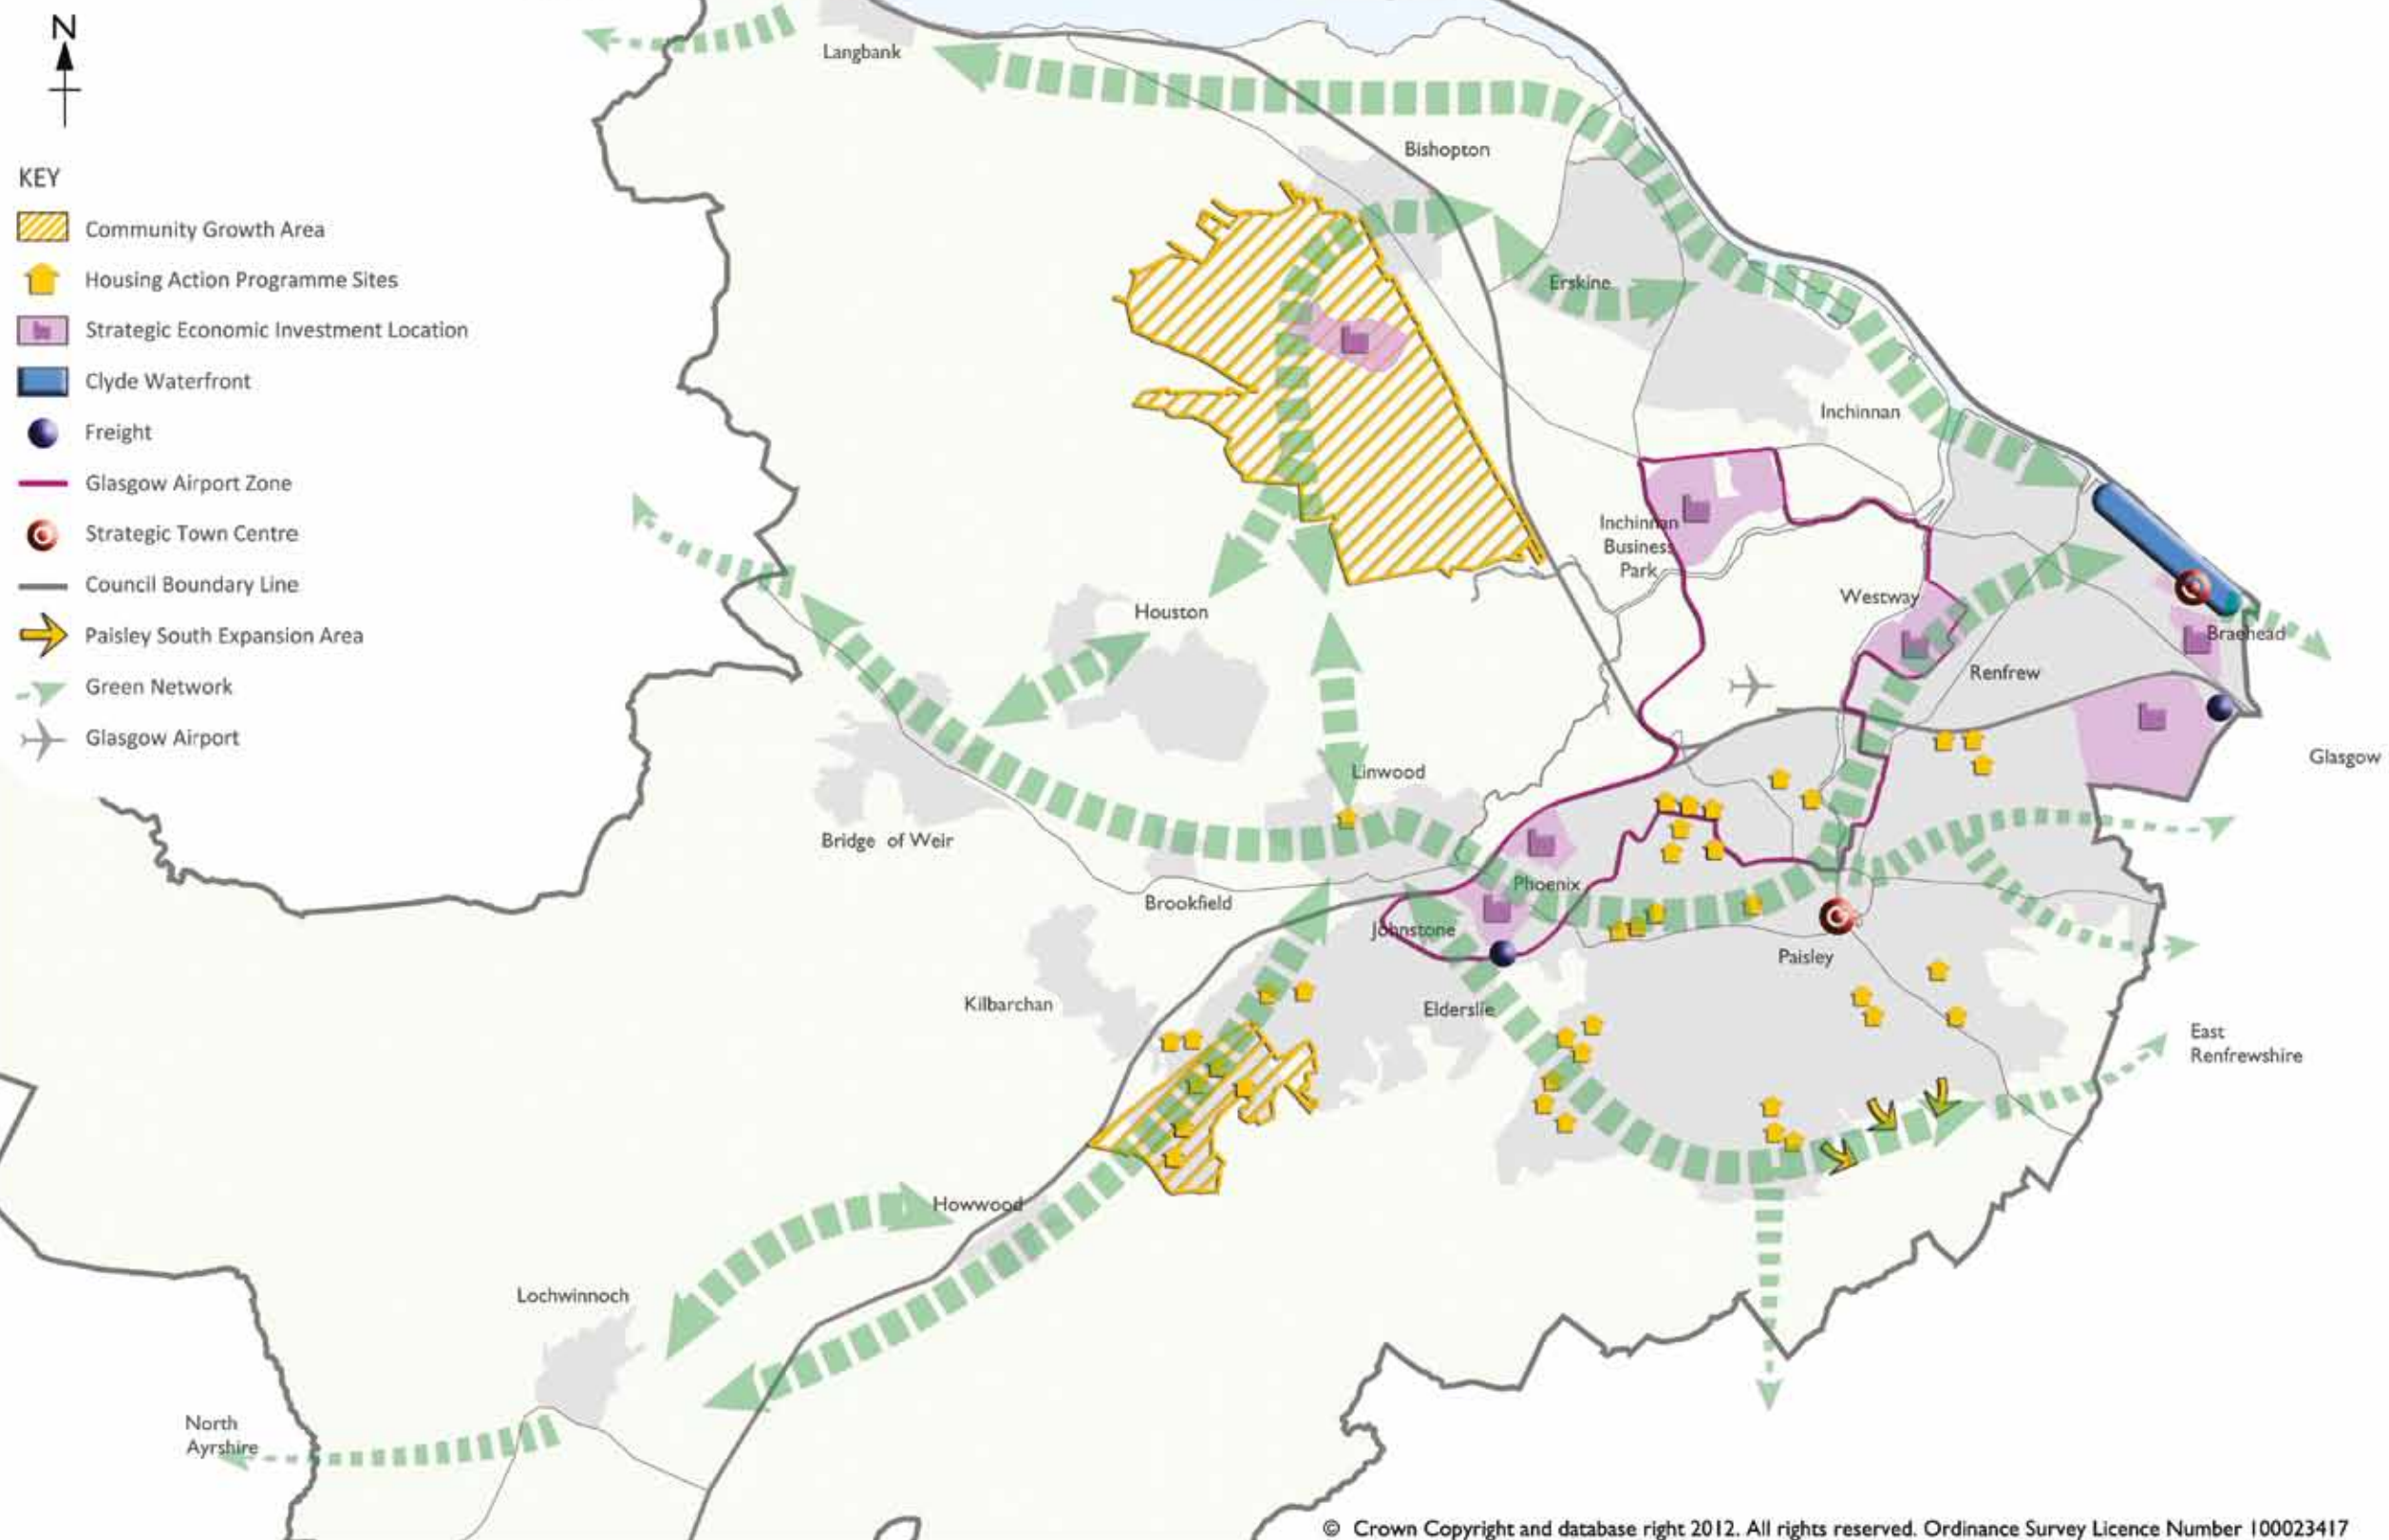 N
KEY
Community Growth Area
Housing Action Programme Sites
Strategic Economic Investment Location
Clyde Waterfront
Freight
Glasgow Airport Zone
Strategic Town Centre
Council Boundary Line
Paisley South Expansion Area
Green Network
Glasgow Airport
Langbank
Bishopton
Erskine
Inchinnan
Inchinnan
Business
Park
Westway
Houston
Braehead
Renfrew
Glasgow
Linwood
Bridge of Weir
Phoenix
Brookfield
Johnstone
Paisley
Kilbarchan
Elderslie
East
Renfrewshire
Howwood
Lochwinnoch
North
Ayrshire
© Crown Copyright and database right 2012. All rights reserved. Ordinance Survey Licence Number 100023417